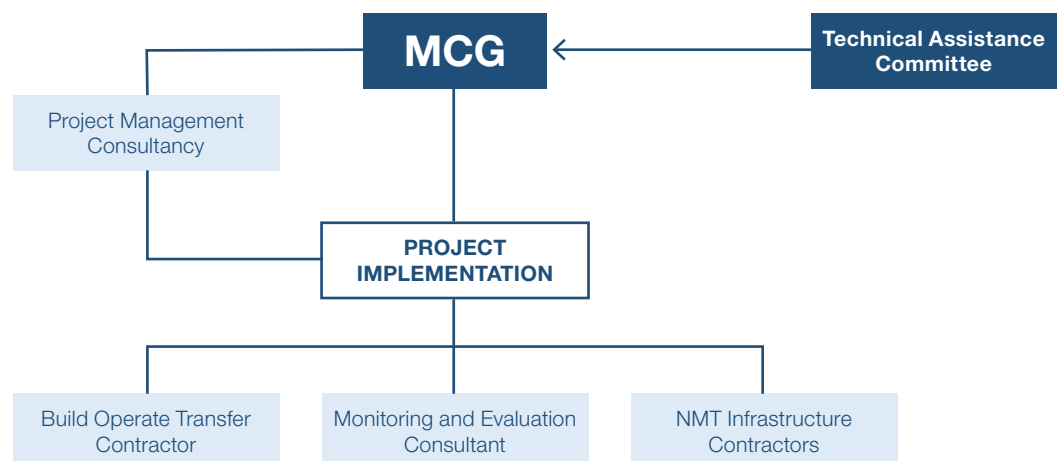 MCG
Technical Assistance
Committee
Project Management
Consultancy
PROJECT
IMPLEMENTATION
Build Operate Transfer
Contractor
Monitoring and Evaluation
Consultant
NMT Infrastructure
Contractors